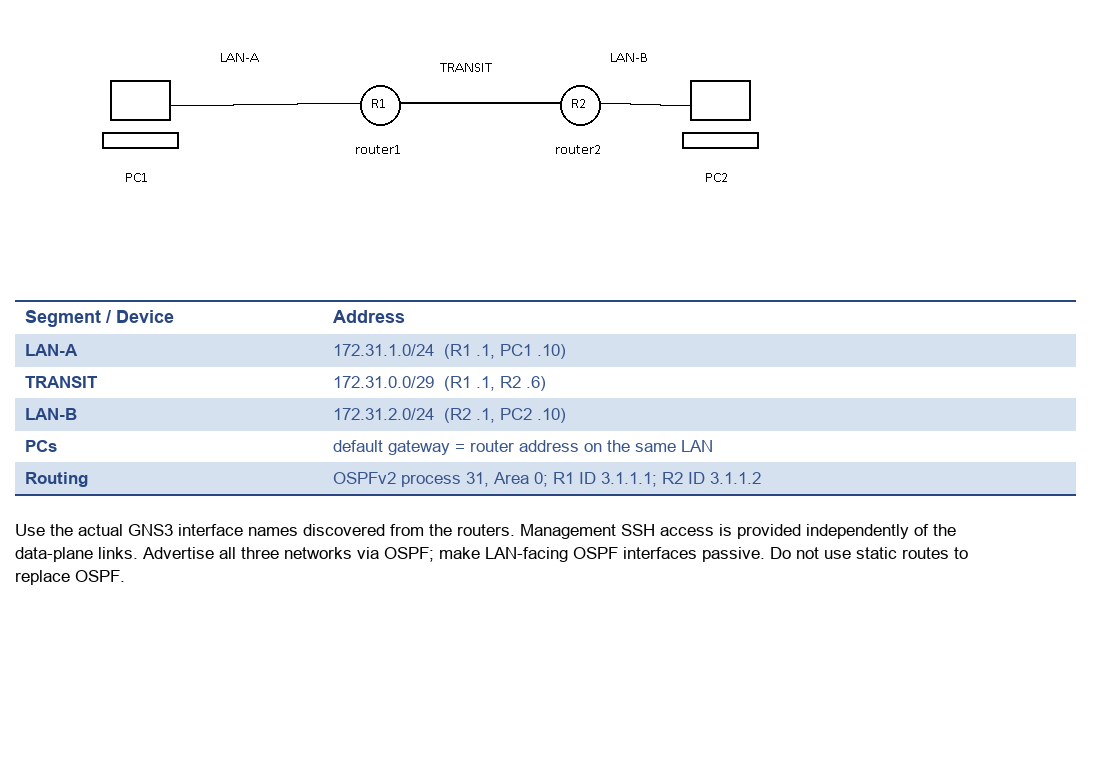 LAN-A
TRANSIT
LAN-B
R1
R2
router1
router2
PC1
PC2
Segment / Device Address
LAN-A 172.31.1.0/24 (R1 .1, PC1 .10)
TRANSIT 172.31.0.0/29 (R1 .1, R2 .6)
LAN-B 172.31.2.0/24 (R2 .1, PC2 .10)
PCs default gateway = router address on the same LAN
Routing OSPFv2 process 31, Area 0; R1 ID 3.1.1.1; R2 ID 3.1.1.2
Use the actual GNS3 interface names discovered from the routers. Management SSH access is provided independently of the
data-plane links. Advertise all three networks via OSPF; make LAN-facing OSPF interfaces passive. Do not use static routes to
replace OSPF.